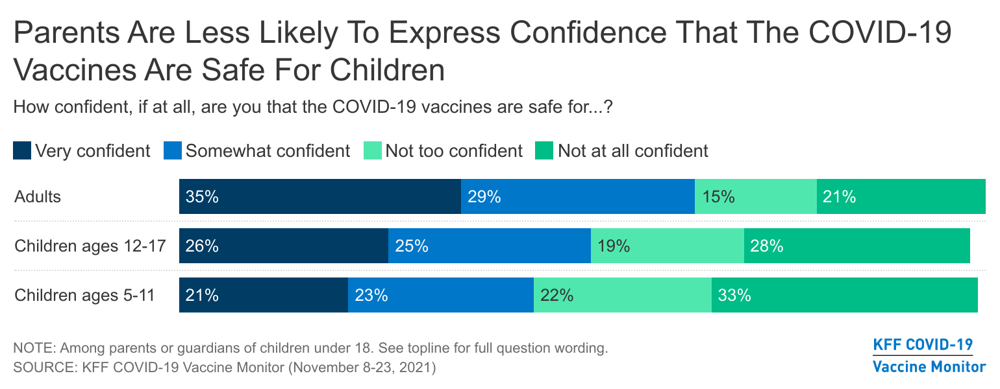 Parents Are Less Likely To Express Confidence That The COVID-19
Vaccines Are Safe For Children
How confident, if at all, are you that the COVID-19 vaccines are safe for...?
Very confident Somewhat confident Not too confident Not at all confident
Adults 35% 29% 15% 21%
Children ages 12-17 26% 25% 19% 28%
Children ages 5-11 21% 23% 22% 33%
NOTE: Among parents or guardians of children under 18. See topline for full question wording.
SOURCE: KFF COVID-19 Vaccine Monitor (November 8-23, 2021)
KFF COVID-19
Vaccine Monitor